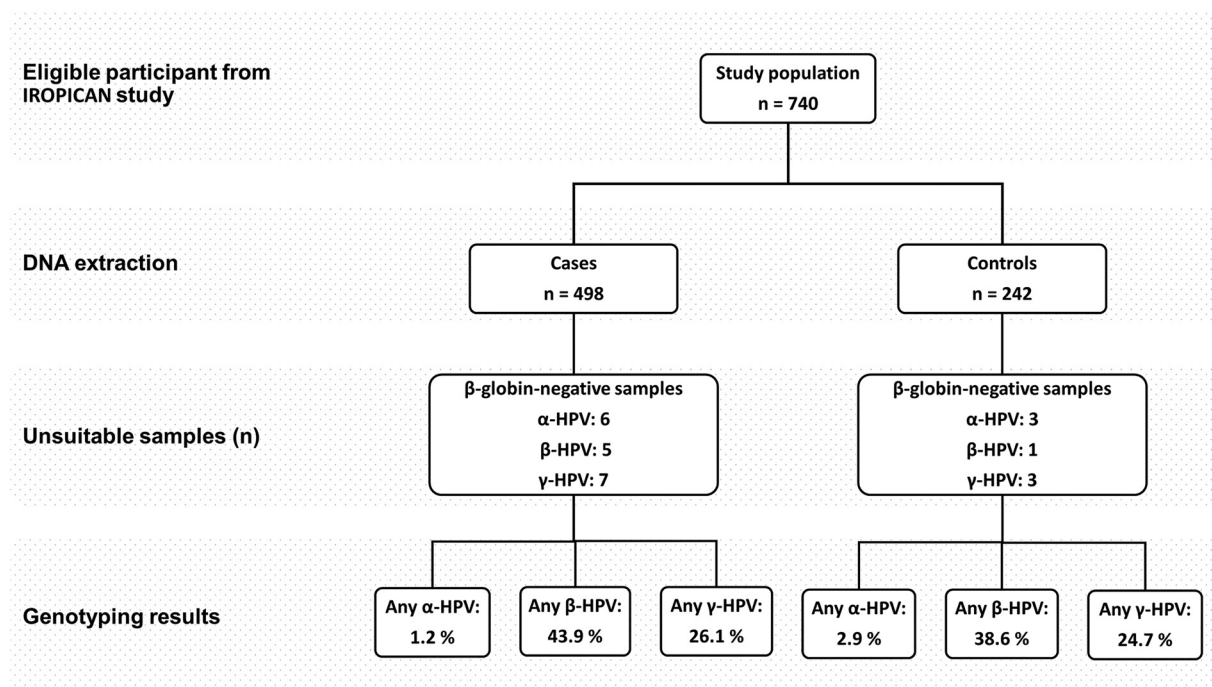 Eligible participant from
IROPICAN study
Study population
n = 740
DNA extraction
Cases
n = 498
Controls
n = 242
Unsuitable samples (n)
β-globin-negative samples
α-HPV: 6
β-HPV: 5
γ-HPV: 7
β-globin-negative samples
α-HPV: 3
β-HPV: 1
γ-HPV: 3
Genotyping results
Any α-HPV:
1.2 %
Any β-HPV:
43.9 %
Any γ-HPV:
26.1 %
Any α-HPV:
2.9 %
Any β-HPV:
38.6 %
Any γ-HPV:
24.7 %